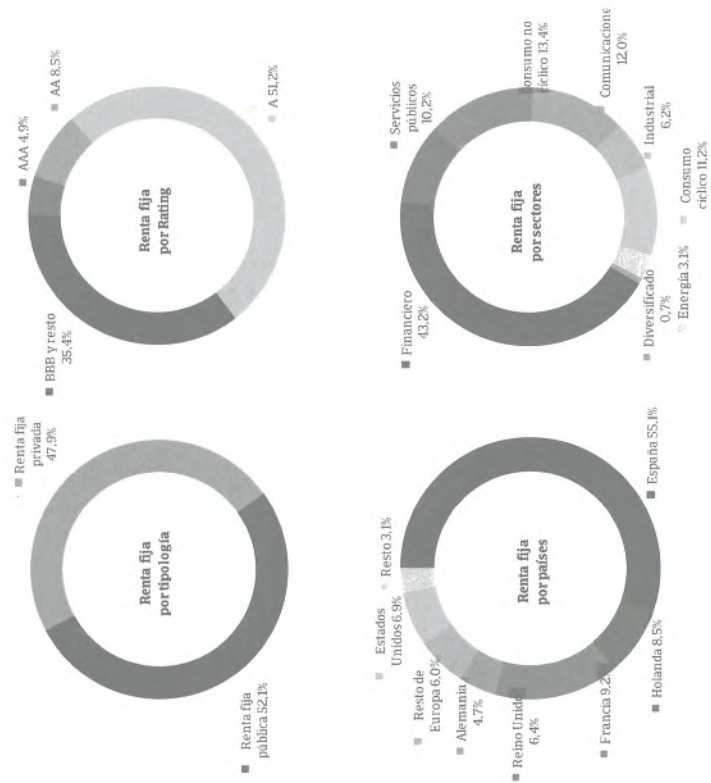 Renta fija
privada
47,9%
Renta fija
por tipología
Renta fija
pública 52,1%
BBB y resto
35,4%
AAA 4,9%
AA 8,5%
Renta fija
por Rating
A 51,2%
Estados
Unidos 6,9%
Resto 3,1%
Resto de
Europa 6,0%
Alemania
4,7%
Reino Unido
6,4%
Renta fija
por países
Francia 9,2%
Holanda 8,5%
España 55,1%
Financiero
43,2%
Servicios
públicos
10,2%
Renta fija
por sectores
onsumo no
cíclico 13,4%
Comunicacione
12,0%
Industrial
6,2%
Diversificado
0,7%
Energía 3,1%
Consumo
cíclico 11,2%